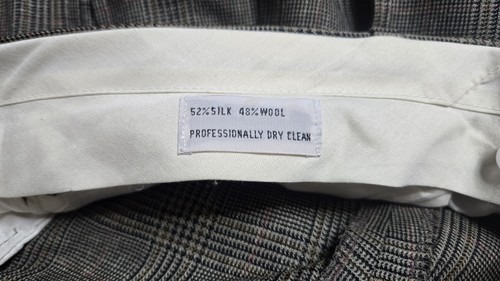 52%SILK 48%WOOL
PROFESSIONALLY DRY CLEAN